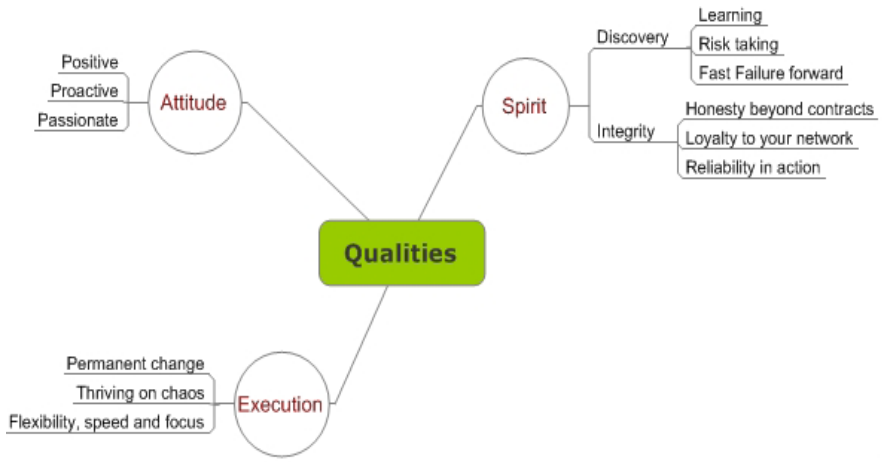 Learning
Discovery
Risk taking
Fast Failure forward
Spirit
Honesty beyond contracts
Integrity
Loyalty to your network
Reliability in action
Positive
Proactive
Attitude
Passionate
Qualities
Permanent change
Thriving on chaos
Execution
Flexibility, speed and focus